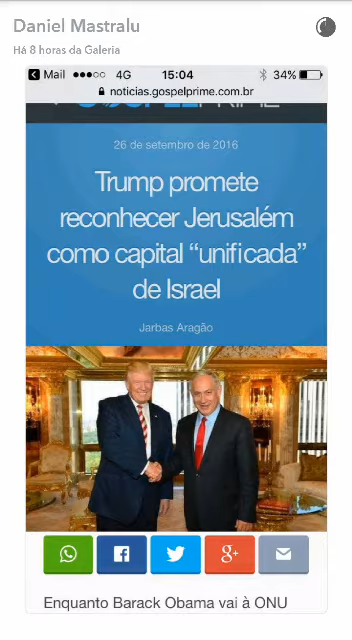 Daniel Mastralu
Há 8 horas da Galeria
Mail 4G 15:04 34%
noticias.gospelprime.com.br
26 de setembro de 2016
Trump promete
reconhecer Jerusalém
como capital “unificada”
de Israel
Jarbas Aragão
g+
Enquanto Barack Obama vai à ONU